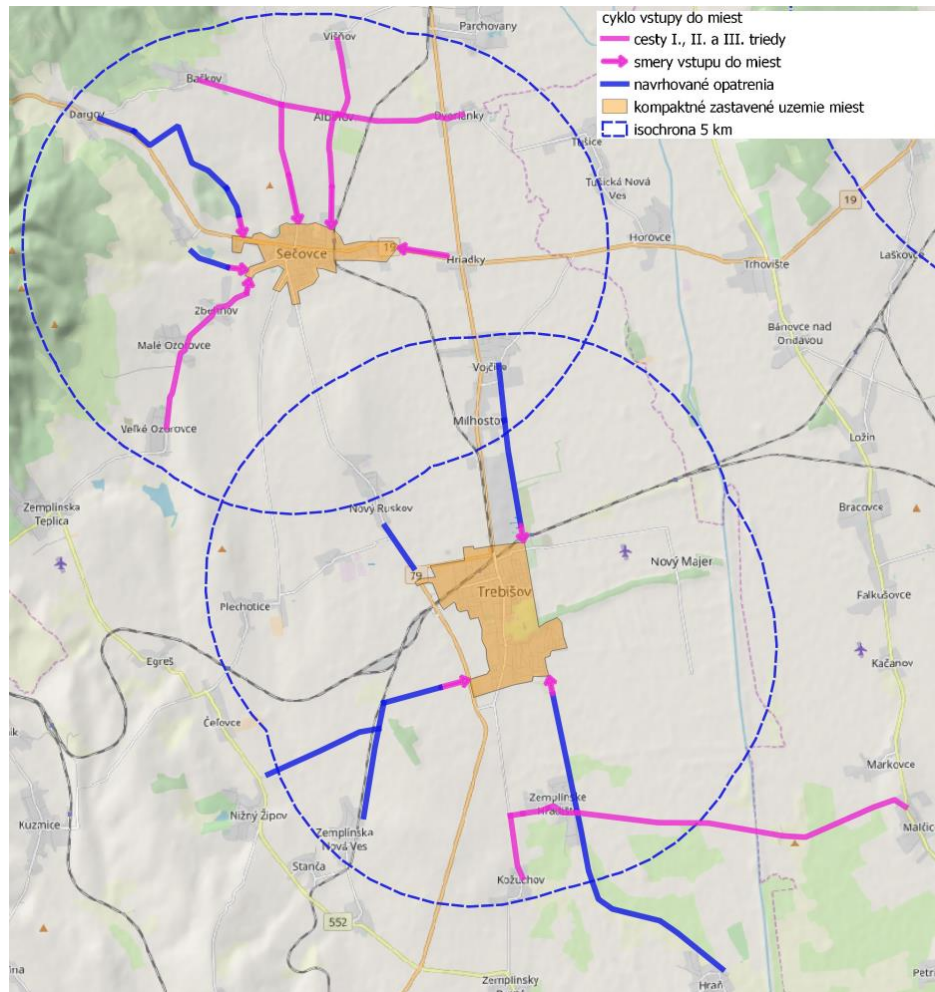 cyklo vstupy do miest
cesty I., II. a III. triedy
smery vstupu do miest
navrhované opatrenia
kompaktné zastavené uzemie miest
isochrona 5 km
Parchovany
Višňov
Bačkov
Dargov
Albinov
Dvorianky
Tušice
Tušická Nová
Ves
19
Horovce
Sečovce
19
Hriadky
Trhovište
Laškovce
Zbehňov
Malé Ozorovce
Bánovce nad
Ondavou
Vojčice
Milhostov
Veľké Ozorovce
Ložín
Zemplínska
Teplica
Nový Ruskov
Bracovce
79
Nový Majer
Trebišov
Plechotice
Falkušovce
Egreš
Kačanov
Čeľovce
Markovce
Zemplínske
Hradište
Kuzmice
Nižný Žipov
Zemplínska
Nová Ves
Malčice
Stanča
Kožuchov
552
Hraň
Zemplínsky